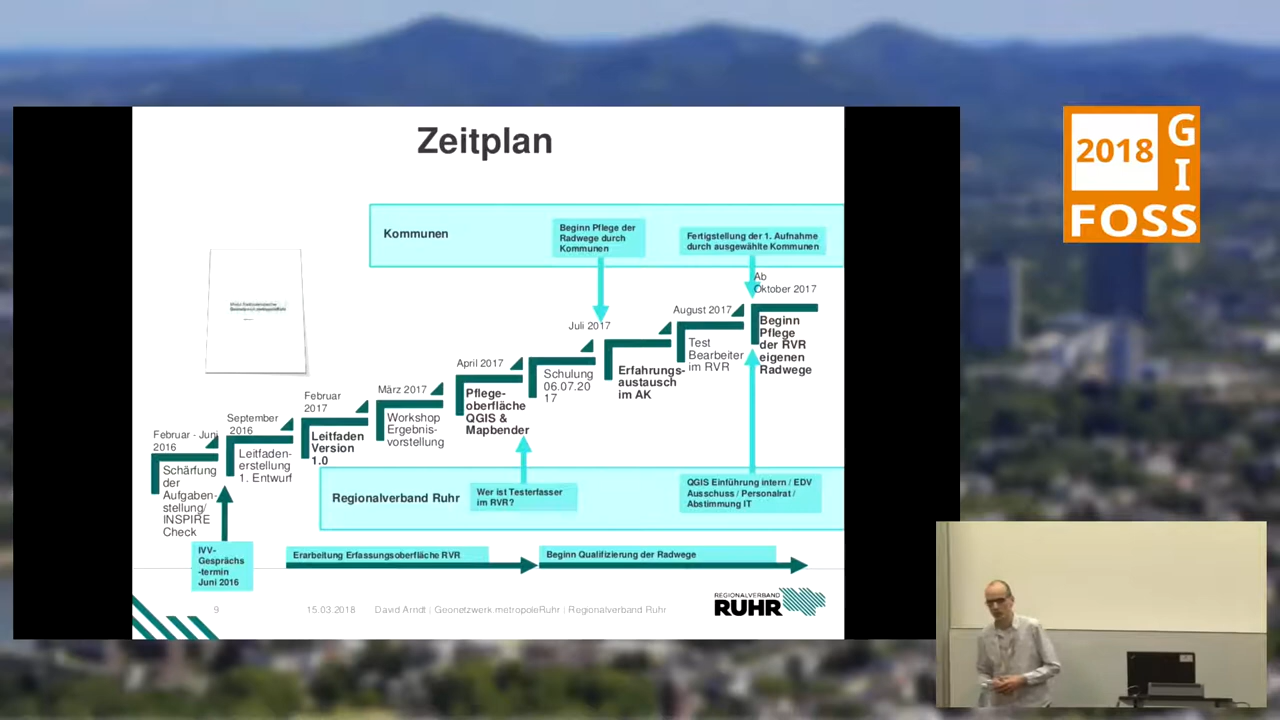 Zeitplan
Kommunen
Beginn Pflege der
Radwege durch
Kommunen
Fertigstellung der 1. Aufnahme
durch ausgewählte Kommunen
Ab
Oktober 2017
Beginn
Pflege
der RVR
eigenen
Radwege
August 2017
Test
Bearbeiter
im RVR
Juli 2017
Erfahrungs-
austausch
im AK
Schulung
06.07.20
17
April 2017
Pflege-
oberfläche
QGIS &
Mapbender
März 2017
Workshop
Ergebnis-
vorstellung
Februar
2017
Leitfaden
Version
1.0
September
2016
Leitfaden-
erstellung
1. Entwurf
Februar - Juni
2016
Schärfung
der
Aufgaben-
stellung/
INSPIRE
Check
Regionalverband Ruhr
Wer ist Testerfasser
im RVR?
QGIS Einführung intern / EDV
Ausschuss / Personalrat /
Abstimmung IT
IVV-
Gesprächs
-termin
Juni 2016
Erarbeitung Erfassungsoberfläche RVR
Beginn Qualifizierung der Radwege
9
15.03.2018
David Arndt | Geonetzwerk metropoleRuhr | Regionalverband Ruhr
REGIONALVERBAND
RUHR
2018
G
I
FOSS